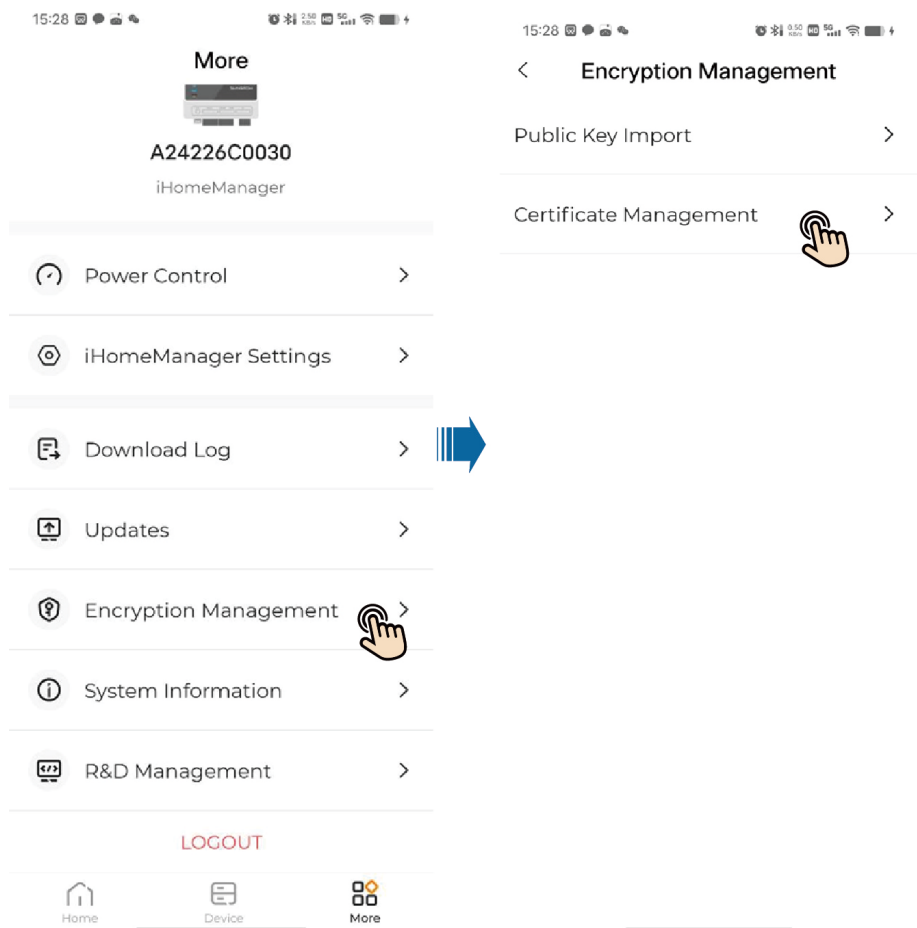 15:28
More
A24226C0030
iHomeManager
Power Control
iHomeManager Settings
Download Log
Updates
Encryption Management
System Information
R&D Management
LOGOUT
Home
Device
More
15:28
Encryption Management
Public Key Import
Certificate Management